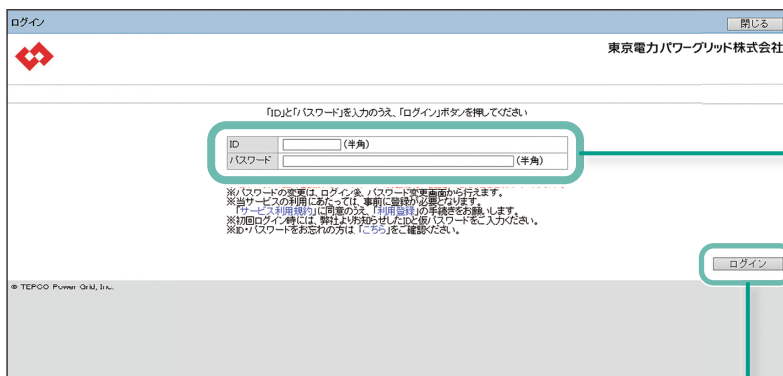 ログイン
閉じる
東京電力パワーグリッド株式会社
「ID」と「パスワード」を入力のうえ、「ログイン」ボタンを押してください
ID (半角)
パスワード (半角)
※パスワードの変更は、ログイン後、パスワード変更画面から行えます。
※当サービスの利用にあたっては、事前に登録が必要となります。
「サービス利用規約」に同意のうえ、「利用登録」の手続きをお願いします。
※初回ログイン時には、弊社よりお知らせしたIDと仮パスワードをご入力ください。
※ID・パスワードをお忘れの方は「こちら」をご確認ください。
ログイン
© TEPCO Power Grid, Inc.